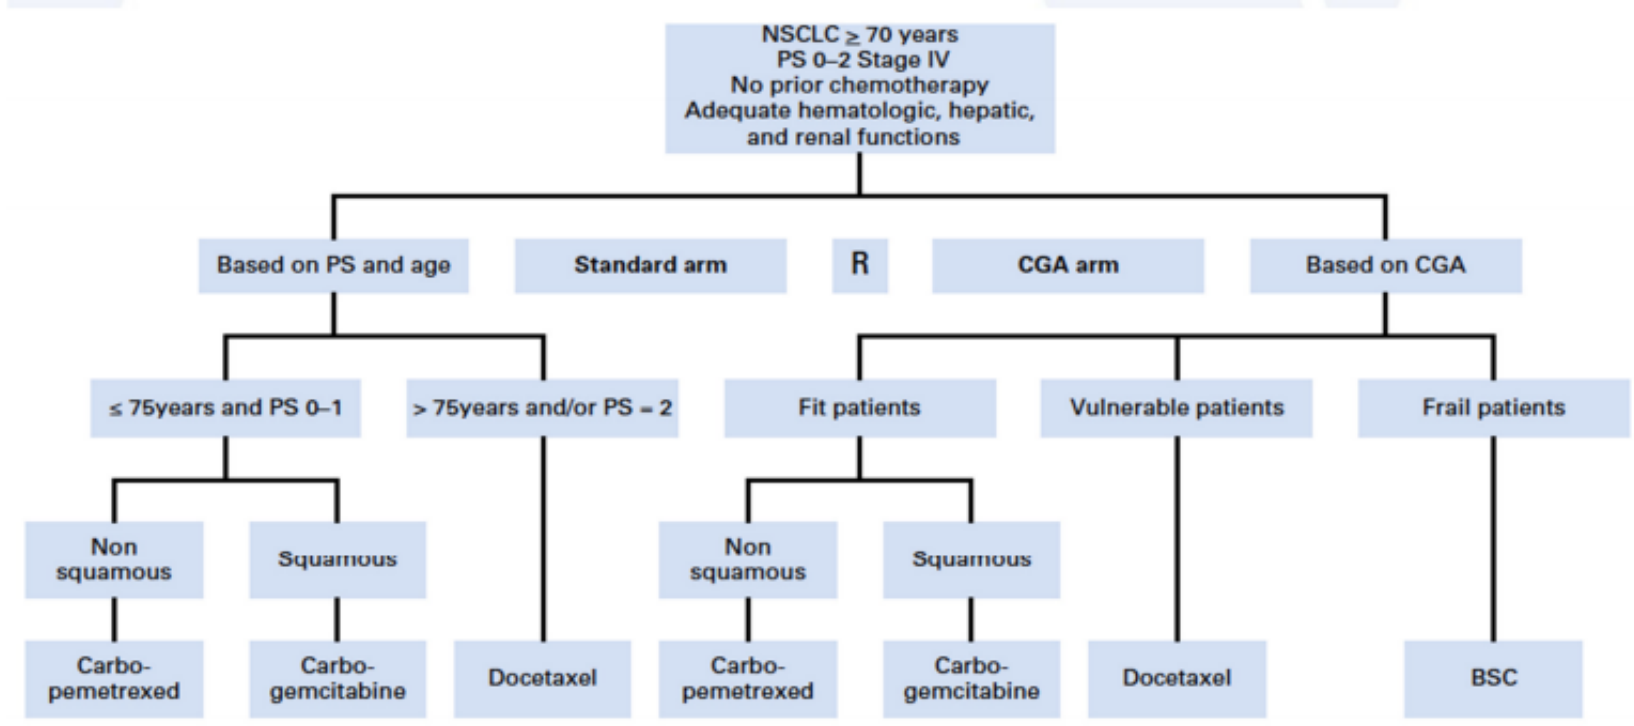 NSCLC ≥ 70 years
PS 0–2 Stage IV
No prior chemotherapy
Adequate hematologic, hepatic,
and renal functions
Based on PS and age
Standard arm
R
CGA arm
Based on CGA
≤ 75years and PS 0–1
> 75years and/or PS = 2
Fit patients
Vulnerable patients
Frail patients
Non
squamous
Squamous
Non
squamous
Squamous
Carbo-
pemetrexed
Carbo-
gemcitabine
Docetaxel
Carbo-
pemetrexed
Carbo-
gemcitabine
Docetaxel
BSC